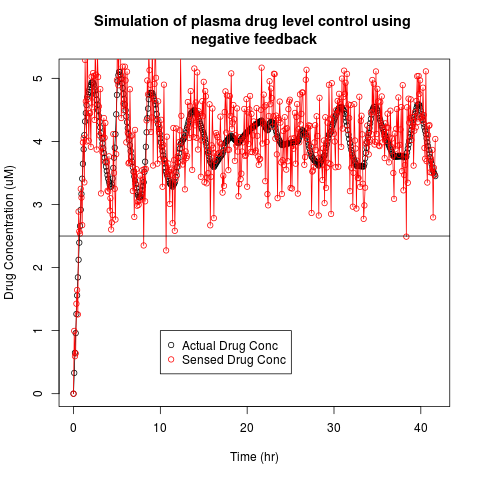 Simulation of plasma drug level control using
negative feedback
Drug Concentration (uM)
5
4
3
2
1
0
Actual Drug Conc
Sensed Drug Conc
0
10
20
30
40
Time (hr)